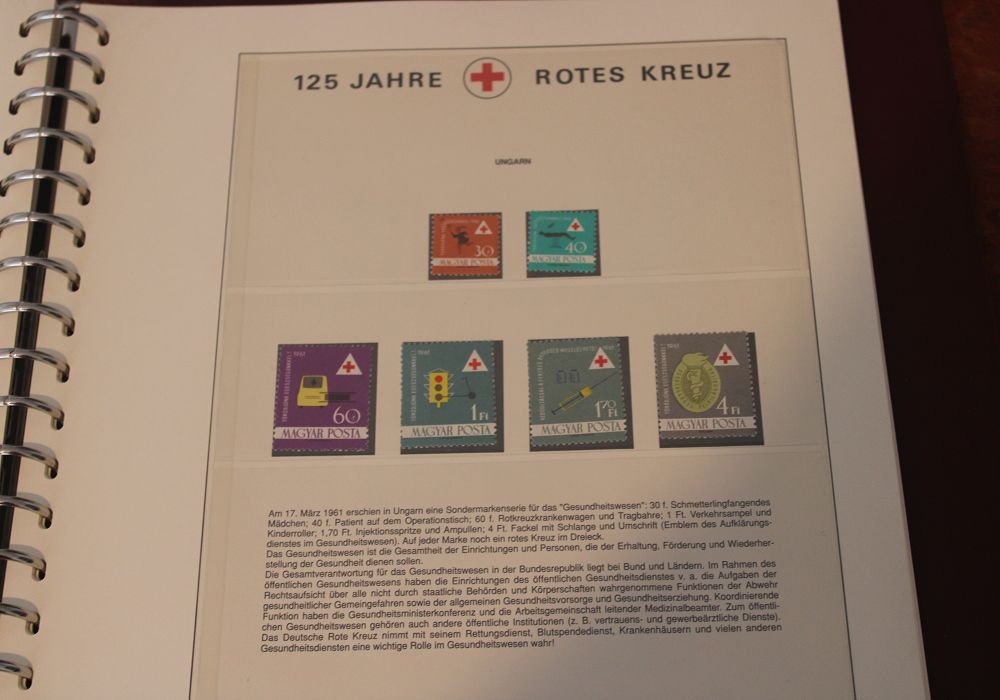 125 JAHRE ROTES KREUZ
UNGARN
30
MAGYAR POSTA
40
MAGYAR POSTA
1961
60
MAGYAR POSTA
1961
1 Ft
MAGYAR POSTA
1961
1 70 Ft
MAGYAR POSTA
1961
4 Ft
MAGYAR POSTA
Am 17. März 1961 erschien in Ungarn eine Sondermarkenserie für das "Gesundheitswesen": 30 f. Schmetterlingfangendes
Mädchen; 40 f. Patient auf dem Operationstisch; 60 f. Rotkreuzkrankenwagen und Tragbahre; 1 Ft. Verkehrsampel und
Kinderroller; 1,70 Ft. Injektionsspritze und Ampullen; 4 Ft. Fackel mit Schlange und Umschrift (Emblem des Aufklärungs-
dienstes im Gesundheitswesen). Auf jeder Marke noch ein rotes Kreuz im Dreieck.
Das Gesundheitswesen ist die Gesamtheit der Einrichtungen und Personen, die der Erhaltung, Förderung und Wiederher-
stellung der Gesundheit dienen sollen.
Die Gesamtverantwortung für das Gesundheitswesen in der Bundesrepublik liegt bei Bund und Ländern. Im Rahmen des
öffentlichen Gesundheitswesens haben die Einrichtungen des öffentlichen Gesundheitsdienstes v. a. die Aufgaben der
Rechtsaufsicht über alle nicht durch staatliche Behörden und Körperschaften wahrgenommene Funktionen der Abwehr
gesundheitlicher Gemeingefahren sowie der allgemeinen Gesundheitsvorsorge und Gesundheitserziehung. Koordinierende
Funktion haben die Gesundheitsministerkonferenz und die Arbeitsgemeinschaft leitender Medizinalbeamter. Zum öffentli-
chen Gesundheitswesen gehören auch andere öffentliche Institutionen (z. B. vertrauens- und gewerbeärztliche Dienste).
Das Deutsche Rote Kreuz nimmt mit seinem Rettungsdienst, Blutspendedienst, Krankenhäusern und vielen anderen
Gesundheitsdiensten eine wichtige Rolle im Gesundheitswesen wahr!